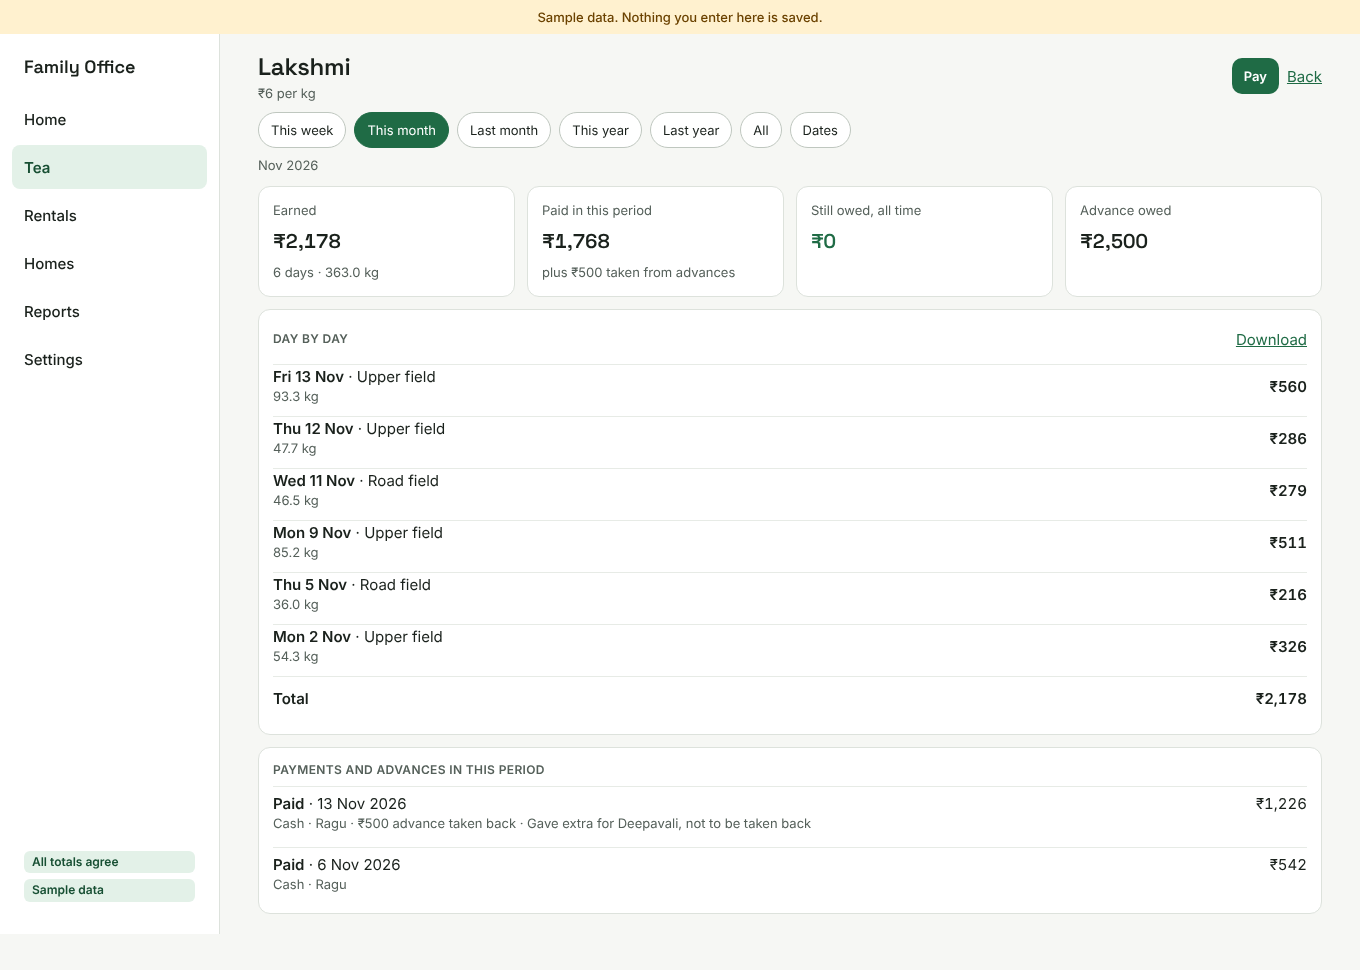 Sample data. Nothing you enter here is saved.
Family Office
Home
Tea
Rentals
Homes
Reports
Settings
All totals agree
Sample data
Lakshmi
₹6 per kg
Pay
Back
This week
This month
Last month
This year
Last year
All
Dates
Nov 2026
Earned
₹2,178
6 days · 363.0 kg
Paid in this period
₹1,768
plus ₹500 taken from advances
Still owed, all time
₹0
Advance owed
₹2,500
DAY BY DAY
Download
Fri 13 Nov · Upper field
93.3 kg
₹560
Thu 12 Nov · Upper field
47.7 kg
₹286
Wed 11 Nov · Road field
46.5 kg
₹279
Mon 9 Nov · Upper field
85.2 kg
₹511
Thu 5 Nov · Road field
36.0 kg
₹216
Mon 2 Nov · Upper field
54.3 kg
₹326
Total
₹2,178
PAYMENTS AND ADVANCES IN THIS PERIOD
Paid · 13 Nov 2026
₹1,226
Cash · Ragu · ₹500 advance taken back · Gave extra for Deepavali, not to be taken back
Paid · 6 Nov 2026
₹542
Cash · Ragu